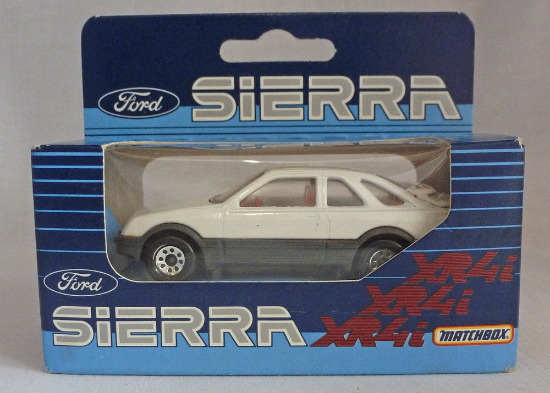 Ford SiERRA
XR4i
Ford XR4i
SiERRA XR4i MATCHBOX